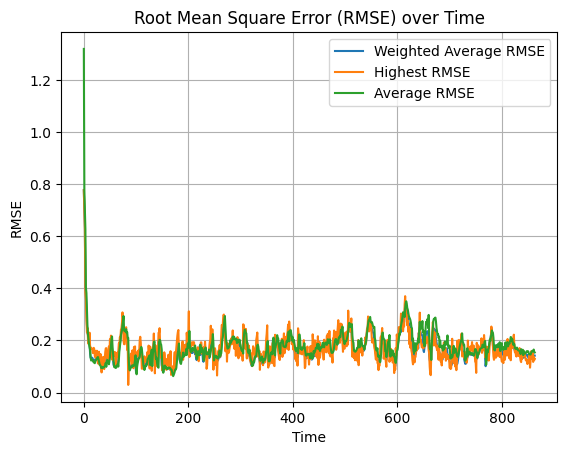 Root Mean Square Error (RMSE) over Time
Weighted Average RMSE
Highest RMSE
Average RMSE
1.2
1.0
0.8
0.6
0.4
0.2
0.0
RMSE
0
200
400
600
800
Time